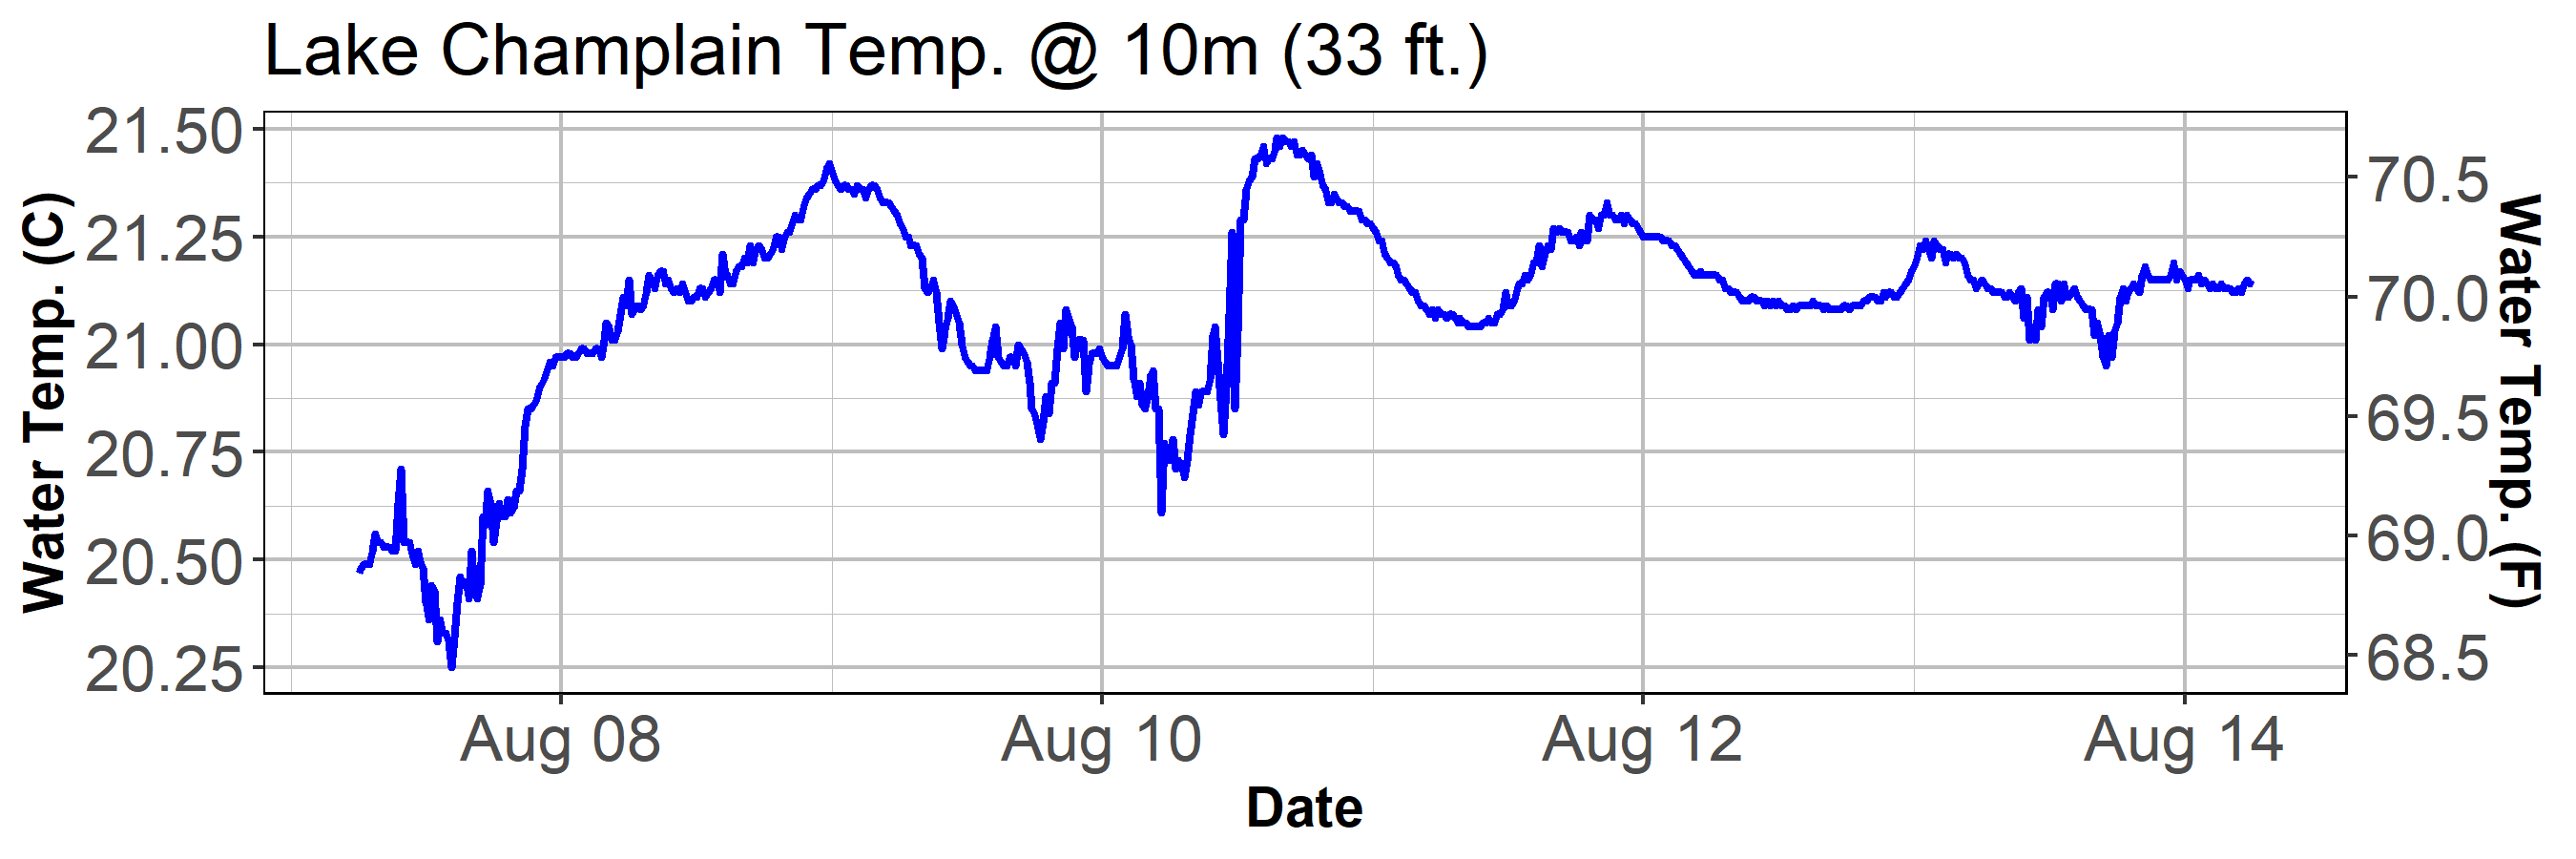 Lake Champlain Temp. @ 10m (33 ft.)
Water Temp. (C)
21.50
21.25
21.00
20.75
20.50
20.25
70.5
70.0
69.5
69.0
68.5
Water Temp. (F)
Aug 08
Aug 10
Aug 12
Aug 14
Date